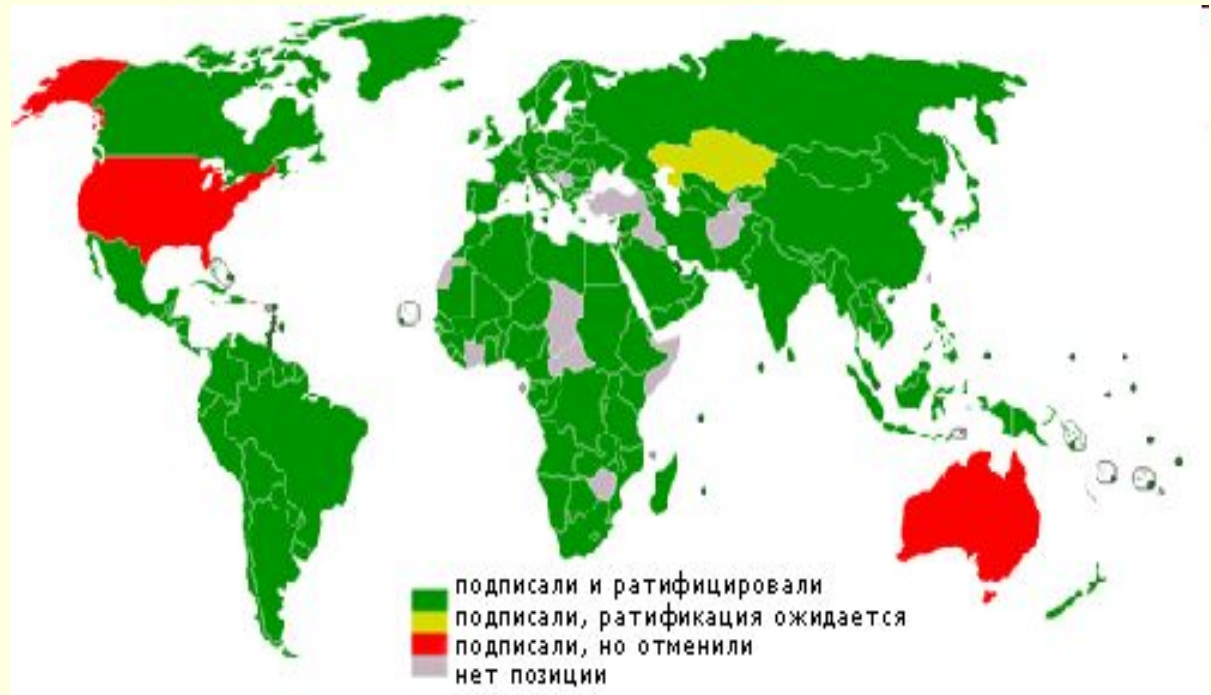 подписали и ратифицировали
подписали, ратификация ожидается
подписали, но отменили
нет позиции